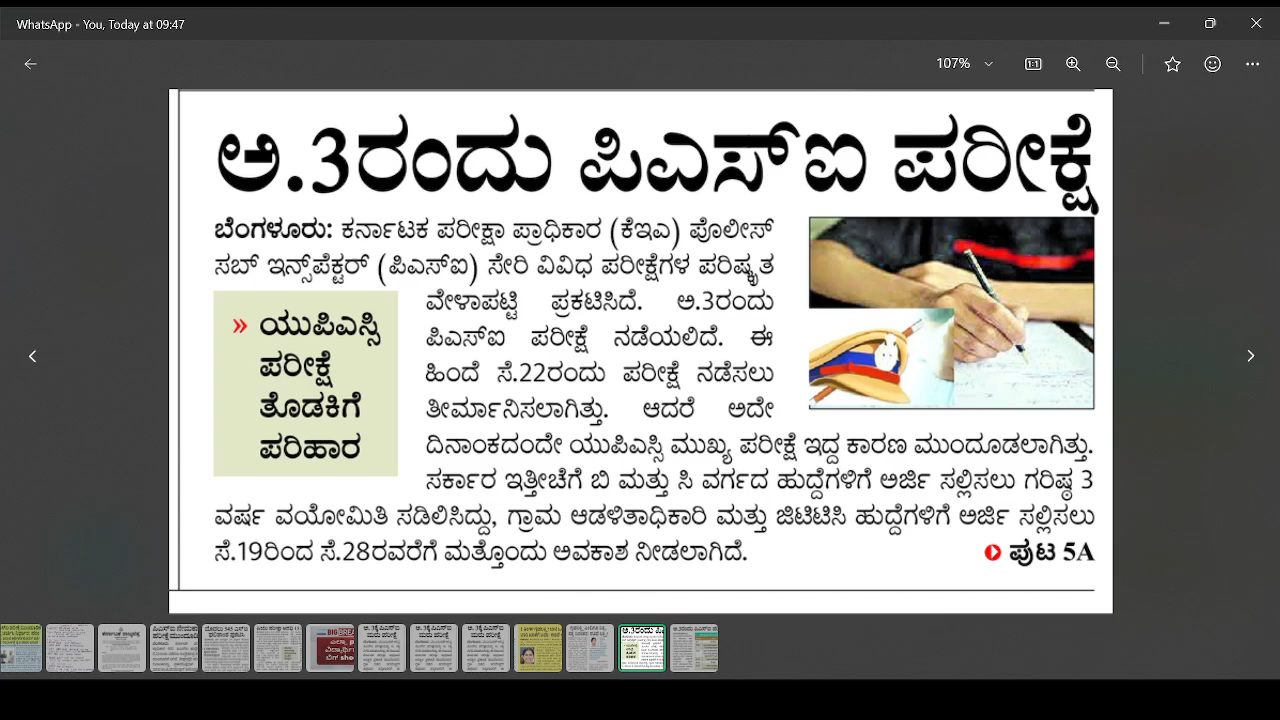 WhatsApp - You, Today at 09:47
107%
ಅ.3ರಂದು ಪಿಎಸ್‌ಐ ಪರೀಕ್ಷೆ
ಬೆಂಗಳೂರು: ಕರ್ನಾಟಕ ಪರೀಕ್ಷಾ ಪ್ರಾಧಿಕಾರ (ಕೆಇಎ) ಪೊಲೀಸ್
ಸಬ್ ಇನ್ಸ್‌ಪೆಕ್ಟರ್ (ಪಿಎಸ್‌ಐ) ಸೇರಿ ವಿವಿಧ ಪರೀಕ್ಷೆಗಳ ಪರಿಷ್ಕೃತ
ವೇಳಾಪಟ್ಟಿ ಪ್ರಕಟಿಸಿದೆ. ಅ.3ರಂದು
ಪಿಎಸ್‌ಐ ಪರೀಕ್ಷೆ ನಡೆಯಲಿದೆ. ಈ
ಹಿಂದೆ ಸೆ.22ರಂದು ಪರೀಕ್ಷೆ ನಡೆಸಲು
ತೀರ್ಮಾನಿಸಲಾಗಿತ್ತು. ಆದರೆ ಅದೇ
ದಿನಾಂಕದಂದೇ ಯುಪಿಎಸ್ಸಿ ಮುಖ್ಯ ಪರೀಕ್ಷೆ ಇದ್ದ ಕಾರಣ ಮುಂದೂಡಲಾಗಿತ್ತು.
ಸರ್ಕಾರ ಇತ್ತೀಚೆಗೆ ಬಿ ಮತ್ತು ಸಿ ವರ್ಗದ ಹುದ್ದೆಗಳಿಗೆ ಅರ್ಜಿ ಸಲ್ಲಿಸಲು ಗರಿಷ್ಠ 3
ವರ್ಷ ವಯೋಮಿತಿ ಸಡಿಲಿಸಿದ್ದು, ಗ್ರಾಮ ಆಡಳಿತಾಧಿಕಾರಿ ಮತ್ತು ಜಿಟಿಟಿಸಿ ಹುದ್ದೆಗಳಿಗೆ ಅರ್ಜಿ ಸಲ್ಲಿಸಲು
ಸೆ.19ರಿಂದ ಸೆ.28ರವರೆಗೆ ಮತ್ತೊಂದು ಅವಕಾಶ ನೀಡಲಾಗಿದೆ.
ಪುಟ 5A
» ಯುಪಿಎಸ್ಸಿ
ಪರೀಕ್ಷೆ
ತೊಡಕಿಗೆ
ಪರಿಹಾರ